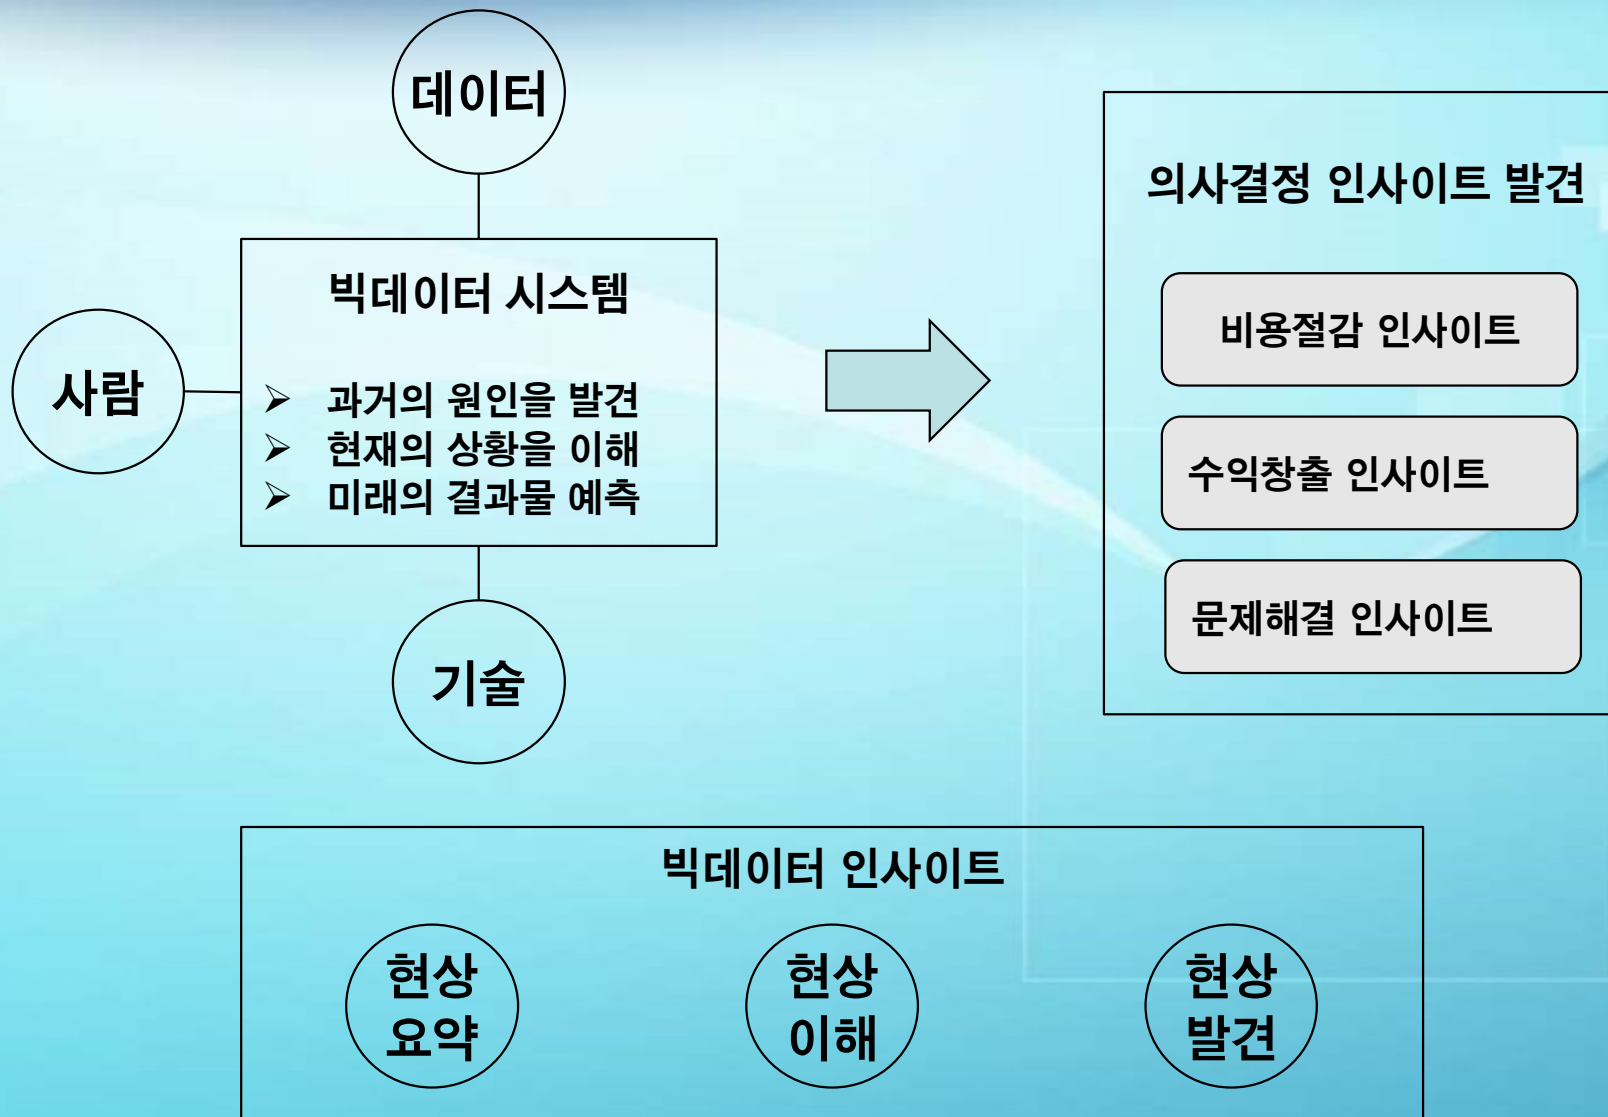 데이터
빅데이터 시스템
사람
➢ 과거의 원인을 발견
➢ 현재의 상황을 이해
➢ 미래의 결과물 예측
기술
의사결정 인사이트 발견
비용절감 인사이트
수익창출 인사이트
문제해결 인사이트
빅데이터 인사이트
현상
요약
현상
이해
현상
발견